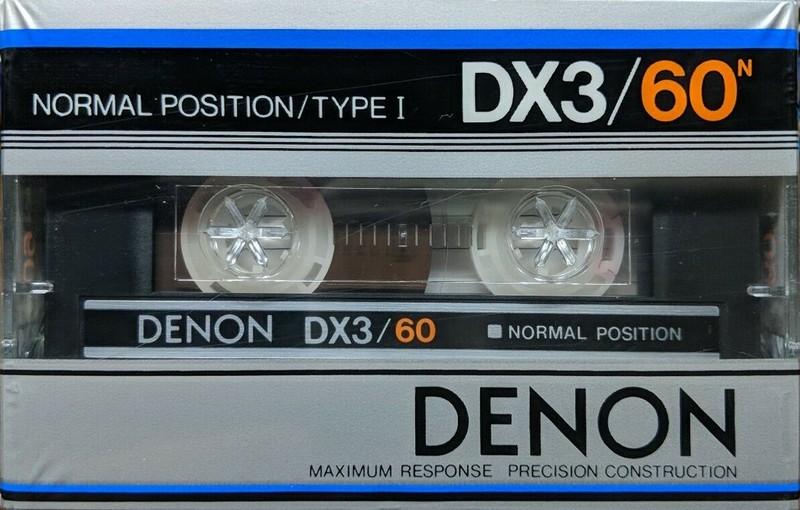 NORMAL POSITION/TYPE I DX3/60N
DENON DX3/60 NORMAL POSITION
DENON
MAXIMUM RESPONSE PRECISION CONSTRUCTION